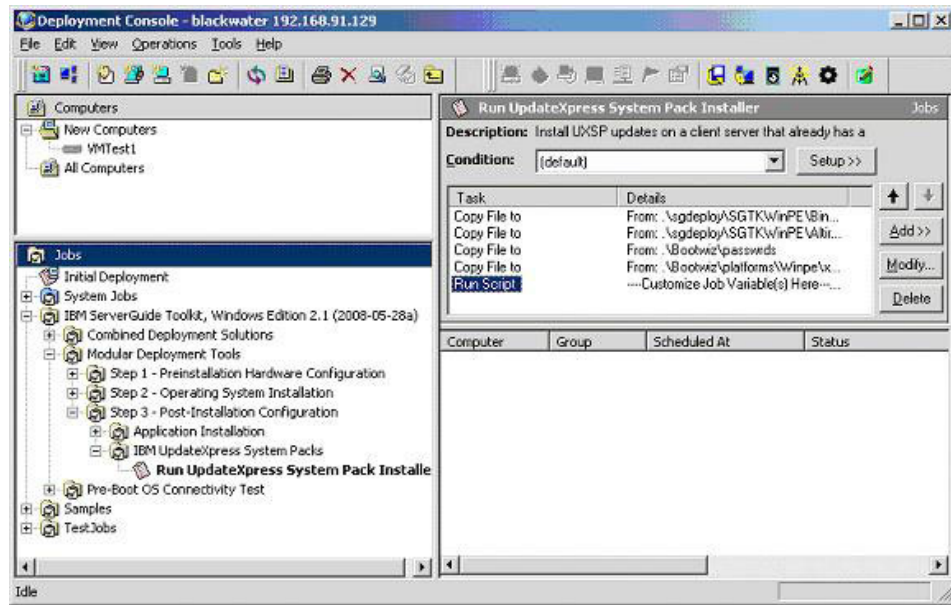 Deployment Console - blackwater 192.168.91.129
File Edit View Operations Tools Help
Computers
New Computers
VMTest1
All Computers
Jobs
Initial Deployment
System Jobs
IBM ServerGuide Toolkit, Windows Edition 2.1 (2008-05-28a)
Combined Deployment Solutions
Modular Deployment Tools
Step 1 - Preinstallation Hardware Configuration
Step 2 - Operating System Installation
Step 3 - Post-Installation Configuration
Application Installation
IBM UpdateXpress System Packs
Run UpdateXpress System Pack Installe
Pre-Boot OS Connectivity Test
Samples
TestJobs
Run UpdateXpress System Pack Installer Jobs
Description: Install UXSP updates on a client server that already has a
Condition: (default) Setup >>
Task Details
Copy File to From: .\sgdeploy\SGTKWinPE\Bin...
Copy File to From: .\sgdeploy\SGTKWinPE\Altir...
Copy File to From: .\Bootwiz\passwrds
Copy File to From: .\Bootwiz\platforms\Winpe\x...
Run Script ----Customize Job Variable(s) Here---...
Add >>
Modify...
Delete
Computer Group Scheduled At Status
Idle